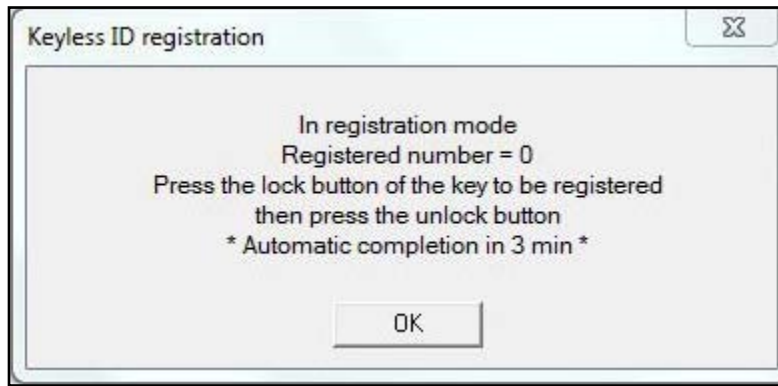 Keyless ID registration
In registration mode
Registered number = 0
Press the lock button of the key to be registered
then press the unlock button
* Automatic completion in 3 min *
OK